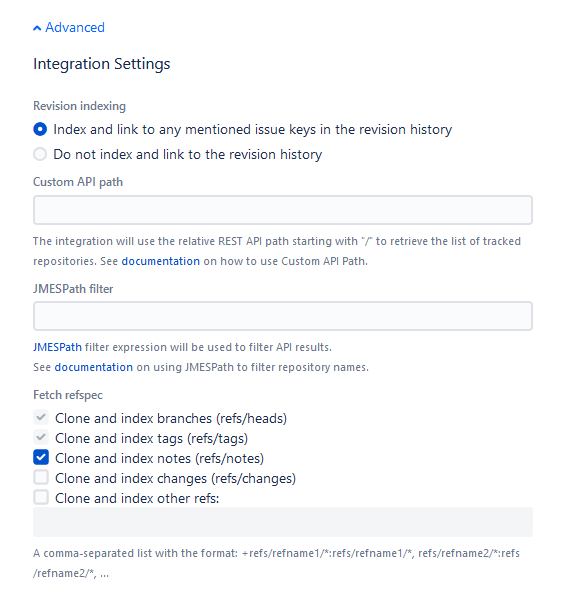 Advanced
Integration Settings
Revision indexing
Index and link to any mentioned issue keys in the revision history
Do not index and link to the revision history
Custom API path
The integration will use the relative REST API path starting with "/" to retrieve the list of tracked
repositories. See documentation on how to use Custom API Path.
JMESPath filter
JMESPath filter expression will be used to filter API results.
See documentation on using JMESPath to filter repository names.
Fetch refspec
Clone and index branches (refs/heads)
Clone and index tags (refs/tags)
Clone and index notes (refs/notes)
Clone and index changes (refs/changes)
Clone and index other refs:
A comma-separated list with the format: +refs/refname1/*:refs/refname1/*, refs/refname2/*:refs
/refname2/*, ...